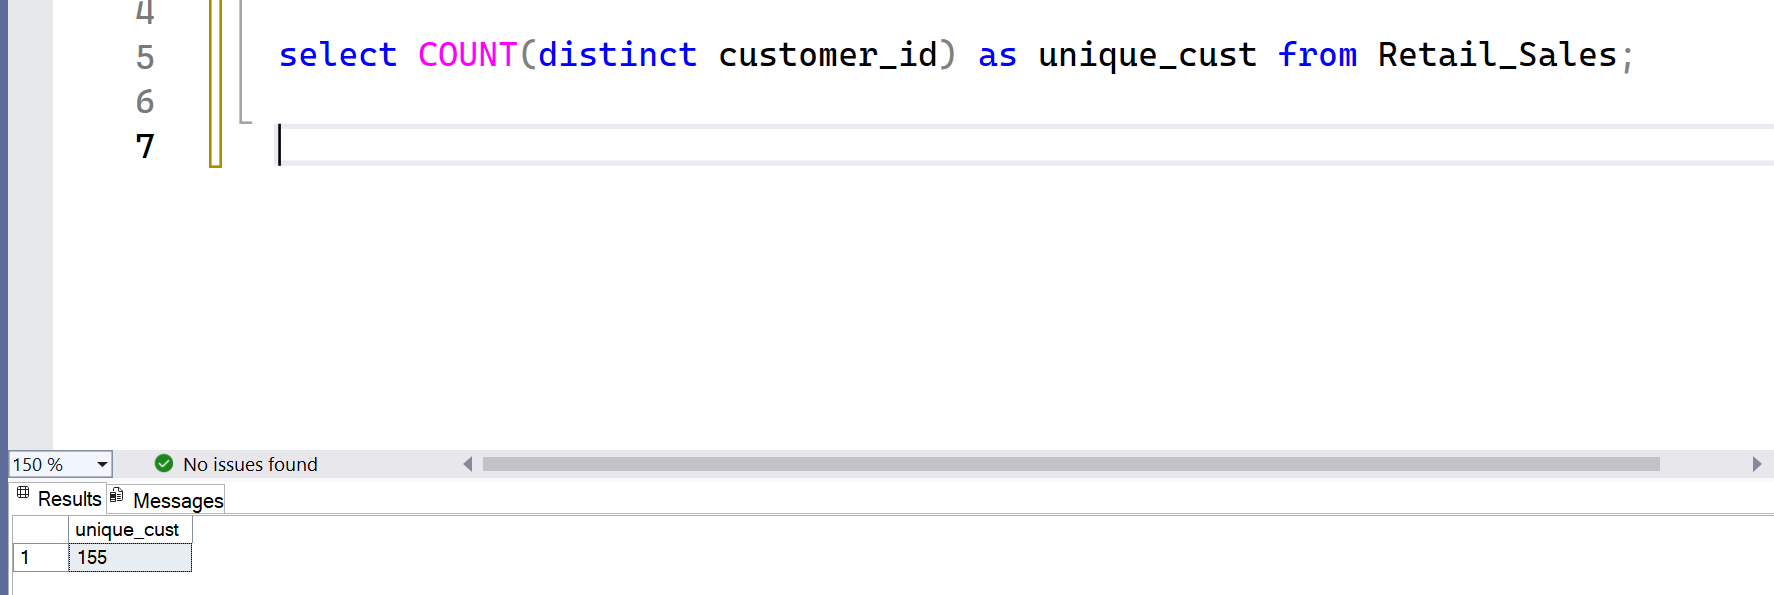 4
5 select COUNT(distinct customer_id) as unique_cust from Retail_Sales;
6
7
150 % No issues found
Results Messages
unique_cust
1 155